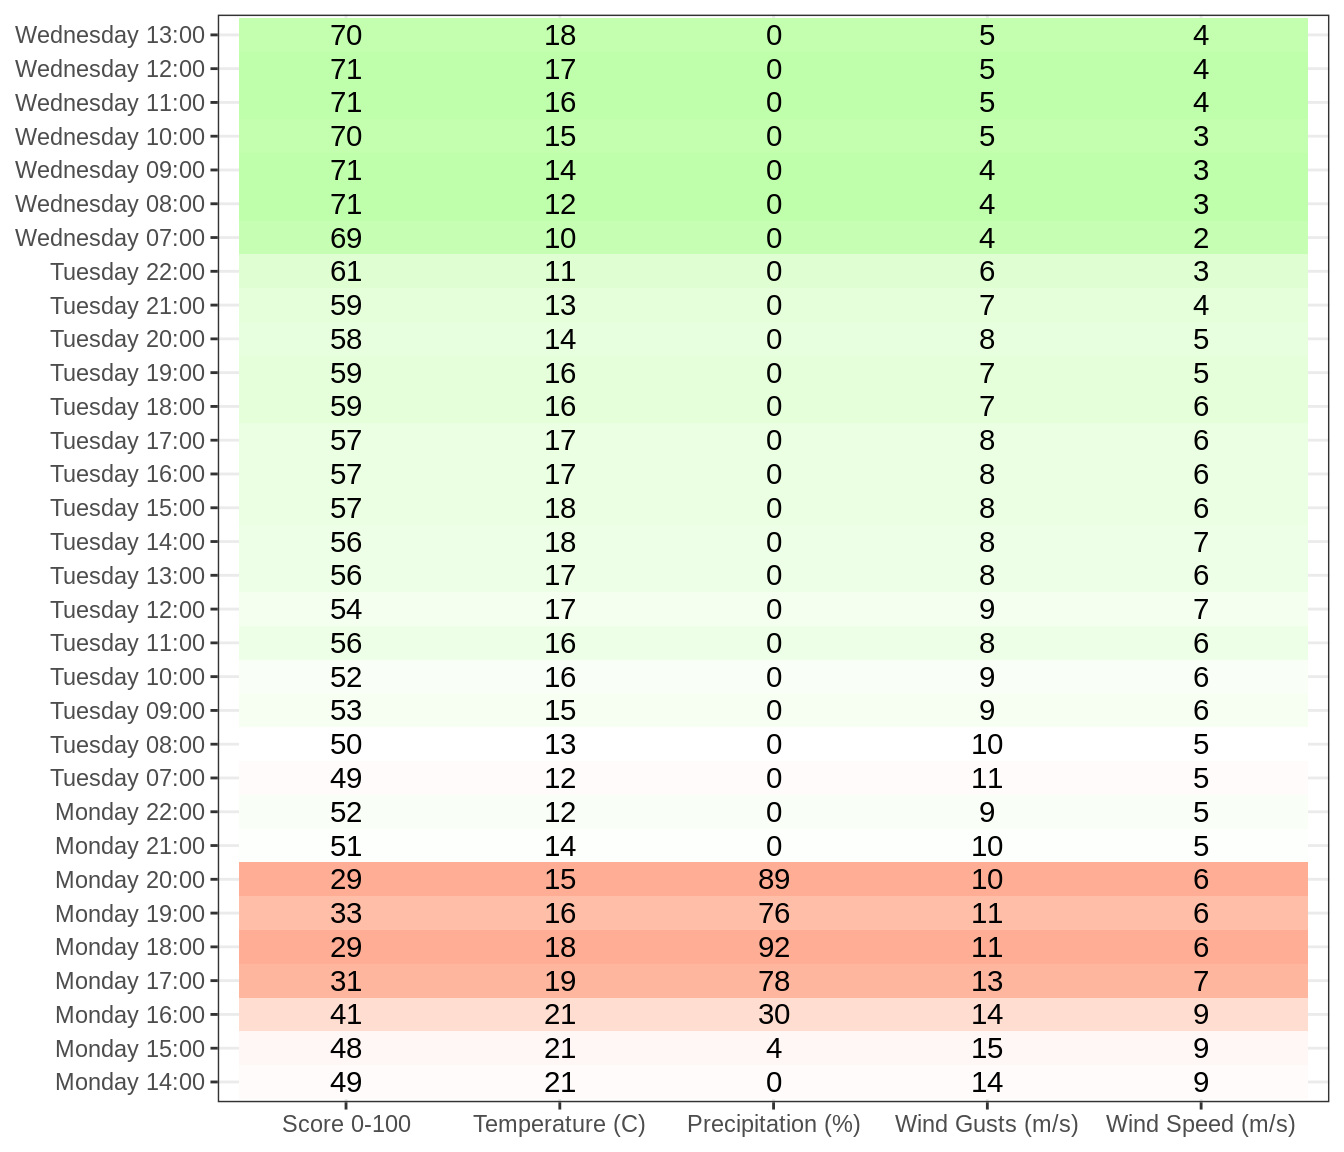 Wednesday 13:00 70 18 0 5 4
Wednesday 12:00 71 17 0 5 4
Wednesday 11:00 71 16 0 5 4
Wednesday 10:00 70 15 0 5 3
Wednesday 09:00 71 14 0 4 3
Wednesday 08:00 71 12 0 4 3
Wednesday 07:00 69 10 0 4 2
Tuesday 22:00 61 11 0 6 3
Tuesday 21:00 59 13 0 7 4
Tuesday 20:00 58 14 0 8 5
Tuesday 19:00 59 16 0 7 5
Tuesday 18:00 59 16 0 7 6
Tuesday 17:00 57 17 0 8 6
Tuesday 16:00 57 17 0 8 6
Tuesday 15:00 57 18 0 8 6
Tuesday 14:00 56 18 0 8 7
Tuesday 13:00 56 17 0 8 6
Tuesday 12:00 54 17 0 9 7
Tuesday 11:00 56 16 0 8 6
Tuesday 10:00 52 16 0 9 6
Tuesday 09:00 53 15 0 9 6
Tuesday 08:00 50 13 0 10 5
Tuesday 07:00 49 12 0 11 5
Monday 22:00 52 12 0 9 5
Monday 21:00 51 14 0 10 5
Monday 20:00 29 15 89 10 6
Monday 19:00 33 16 76 11 6
Monday 18:00 29 18 92 11 6
Monday 17:00 31 19 78 13 7
Monday 16:00 41 21 30 14 9
Monday 15:00 48 21 4 15 9
Monday 14:00 49 21 0 14 9
Score 0-100 Temperature (C) Precipitation (%) Wind Gusts (m/s) Wind Speed (m/s)